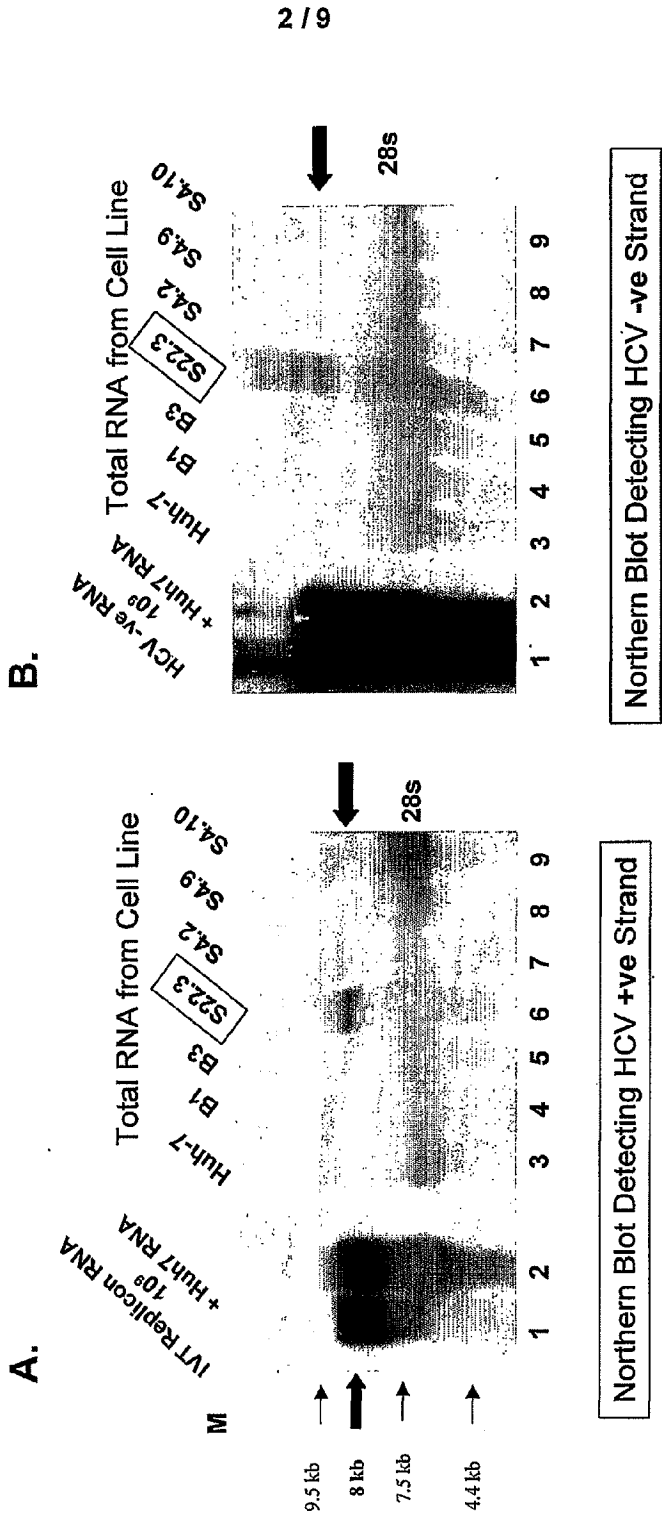 2 / 9
A.
IVT Replicon RNA
10⁹
+ Huh7 RNA
Total RNA from Cell Line
Huh-7
B1
B3
S22.3
S4.2
S4.9
S4.10
M
9.5 kb
8 kb
7.5 kb
4.4 kb
28s
1 2 3 4 5 6 7 8 9
Northern Blot Detecting HCV +ve Strand
B.
HCV -ve RNA
10⁹
+ Huh7 RNA
Total RNA from Cell Line
Huh-7
B1
B3
S22.3
S4.2
S4.9
S4.10
28s
1 2 3 4 5 6 7 8 9
Northern Blot Detecting HCV -ve Strand